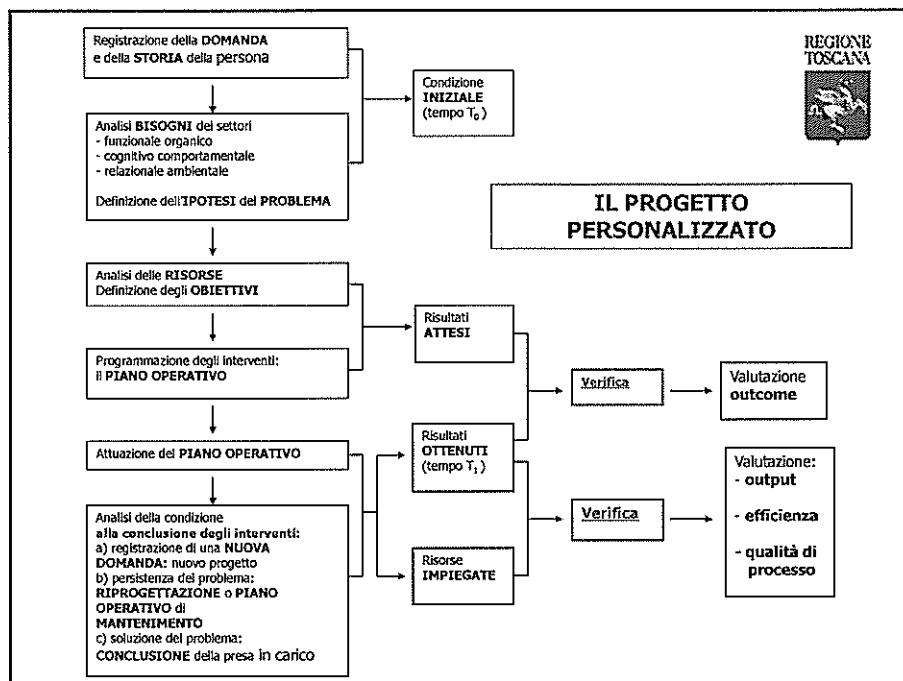 Registrazione della DOMANDA
e della STORIA della persona
REGIONE
TOSCANA
Condizione
INIZIALE
(tempo T0)
Analisi BISOGNI dei settori
- funzionale organico
- cognitivo comportamentale
- relazionale ambientale
Definizione dell'IPOTESI del PROBLEMA
IL PROGETTO
PERSONALIZZATO
Analisi delle RISORSE
Definizione degli OBIETTIVI
Risultati
ATTESI
Programmazione degli interventi:
il PIANO OPERATIVO
Verifica
Valutazione
outcome
Attuazione del PIANO OPERATIVO
Risultati
OTTENUTI
(tempo T1)
Valutazione:
- output
- efficienza
- qualità di
processo
Verifica
Analisi della condizione
alla conclusione degli interventi:
a) registrazione di una NUOVA
DOMANDA: nuovo progetto
b) persistenza del problema:
RIPROGETTAZIONE o PIANO
OPERATIVO di
MANTENIMENTO
c) soluzione del problema:
CONCLUSIONE della presa in carico
Risorse
IMPIEGATE